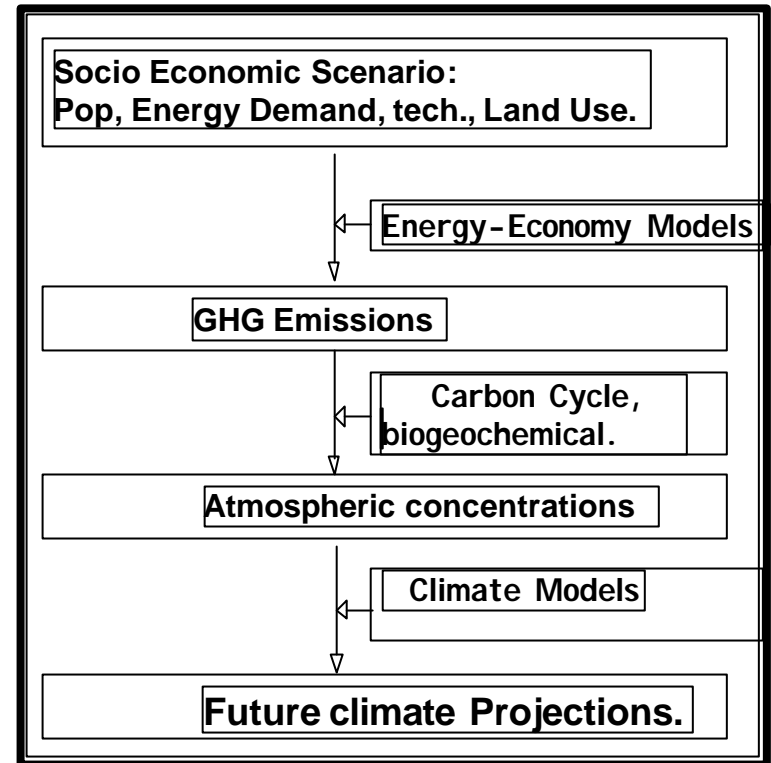 Socio Economic Scenario:
Pop, Energy Demand, tech., Land Use.
Energy-Economy Models
GHG Emissions
Carbon Cycle,
biogeochemical.
Atmospheric concentrations
Climate Models
Future climate Projections.